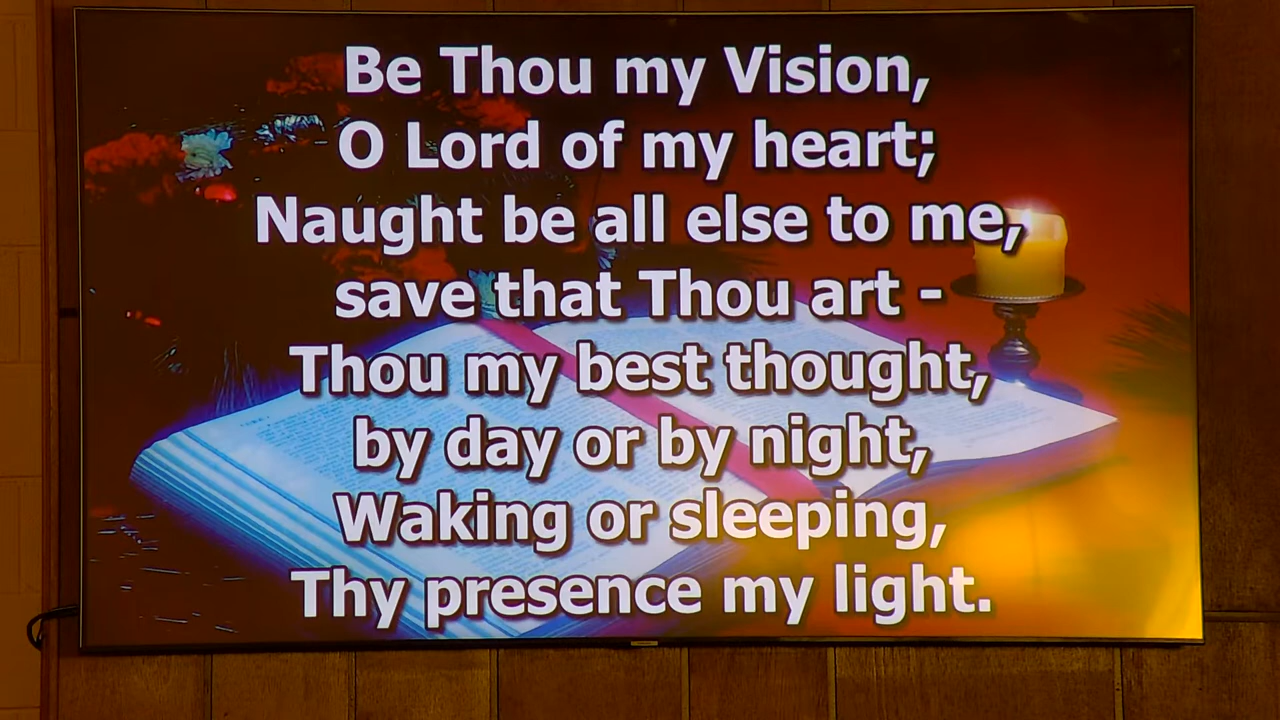 Be Thou my Vision,
O Lord of my heart;
Naught be all else to me,
save that Thou art -
Thou my best thought,
by day or by night,
Waking or sleeping,
Thy presence my light.